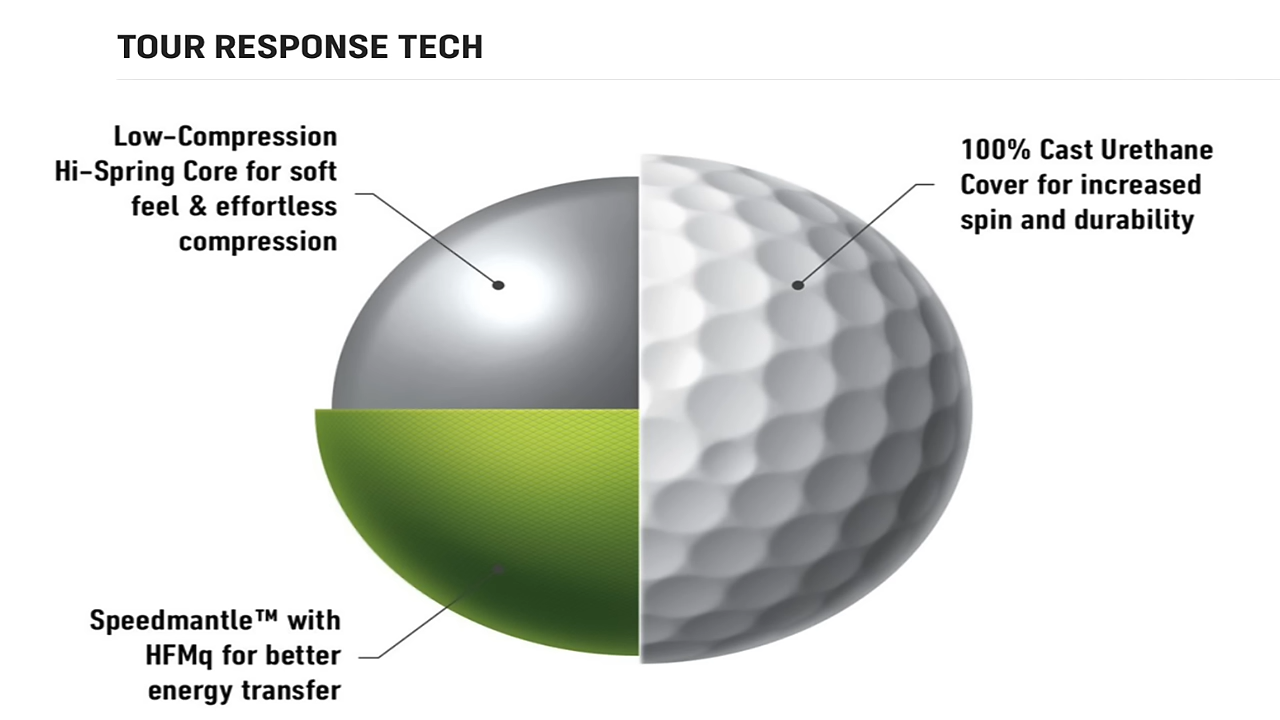 TOUR RESPONSE TECH
Low-Compression
Hi-Spring Core for soft
feel & effortless
compression
100% Cast Urethane
Cover for increased
spin and durability
Speedmantle™ with
HFMq for better
energy transfer